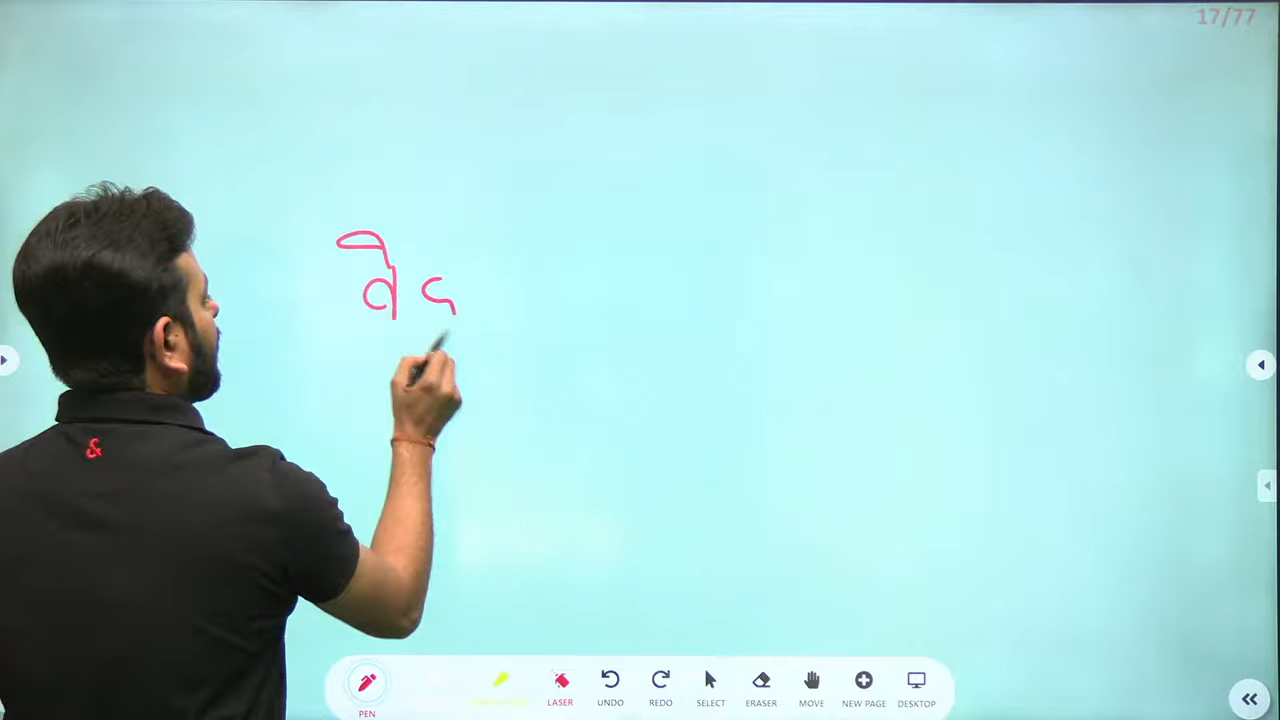 17/77
वेद
&
PEN
LASER
UNDO
REDO
SELECT
ERASER
MOVE
NEW PAGE
DESKTOP